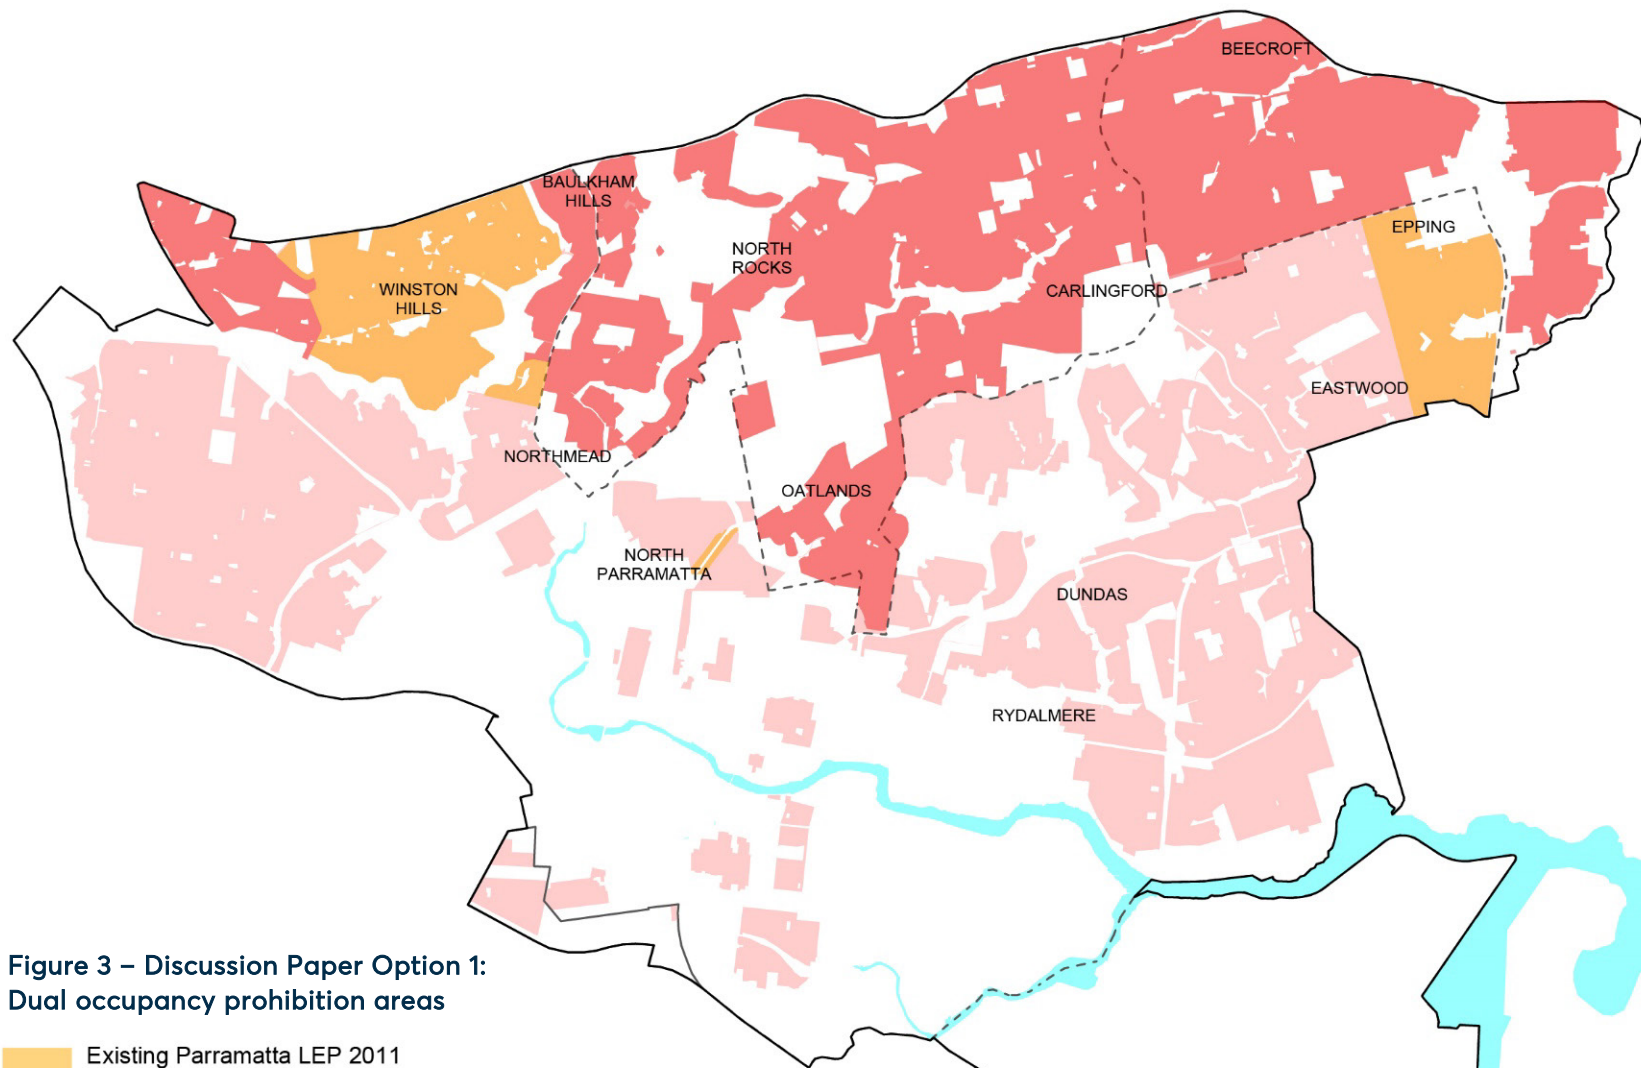 BEECROFT
BAULKHAM
HILLS
EPPING
NORTH
ROCKS
WINSTON
HILLS
CARLINGFORD
EASTWOOD
NORTHMEAD
OATLANDS
NORTH
PARRAMATTA
DUNDAS
RYDALMERE
Figure 3 – Discussion Paper Option 1:
Dual occupancy prohibition areas
Existing Parramatta LEP 2011